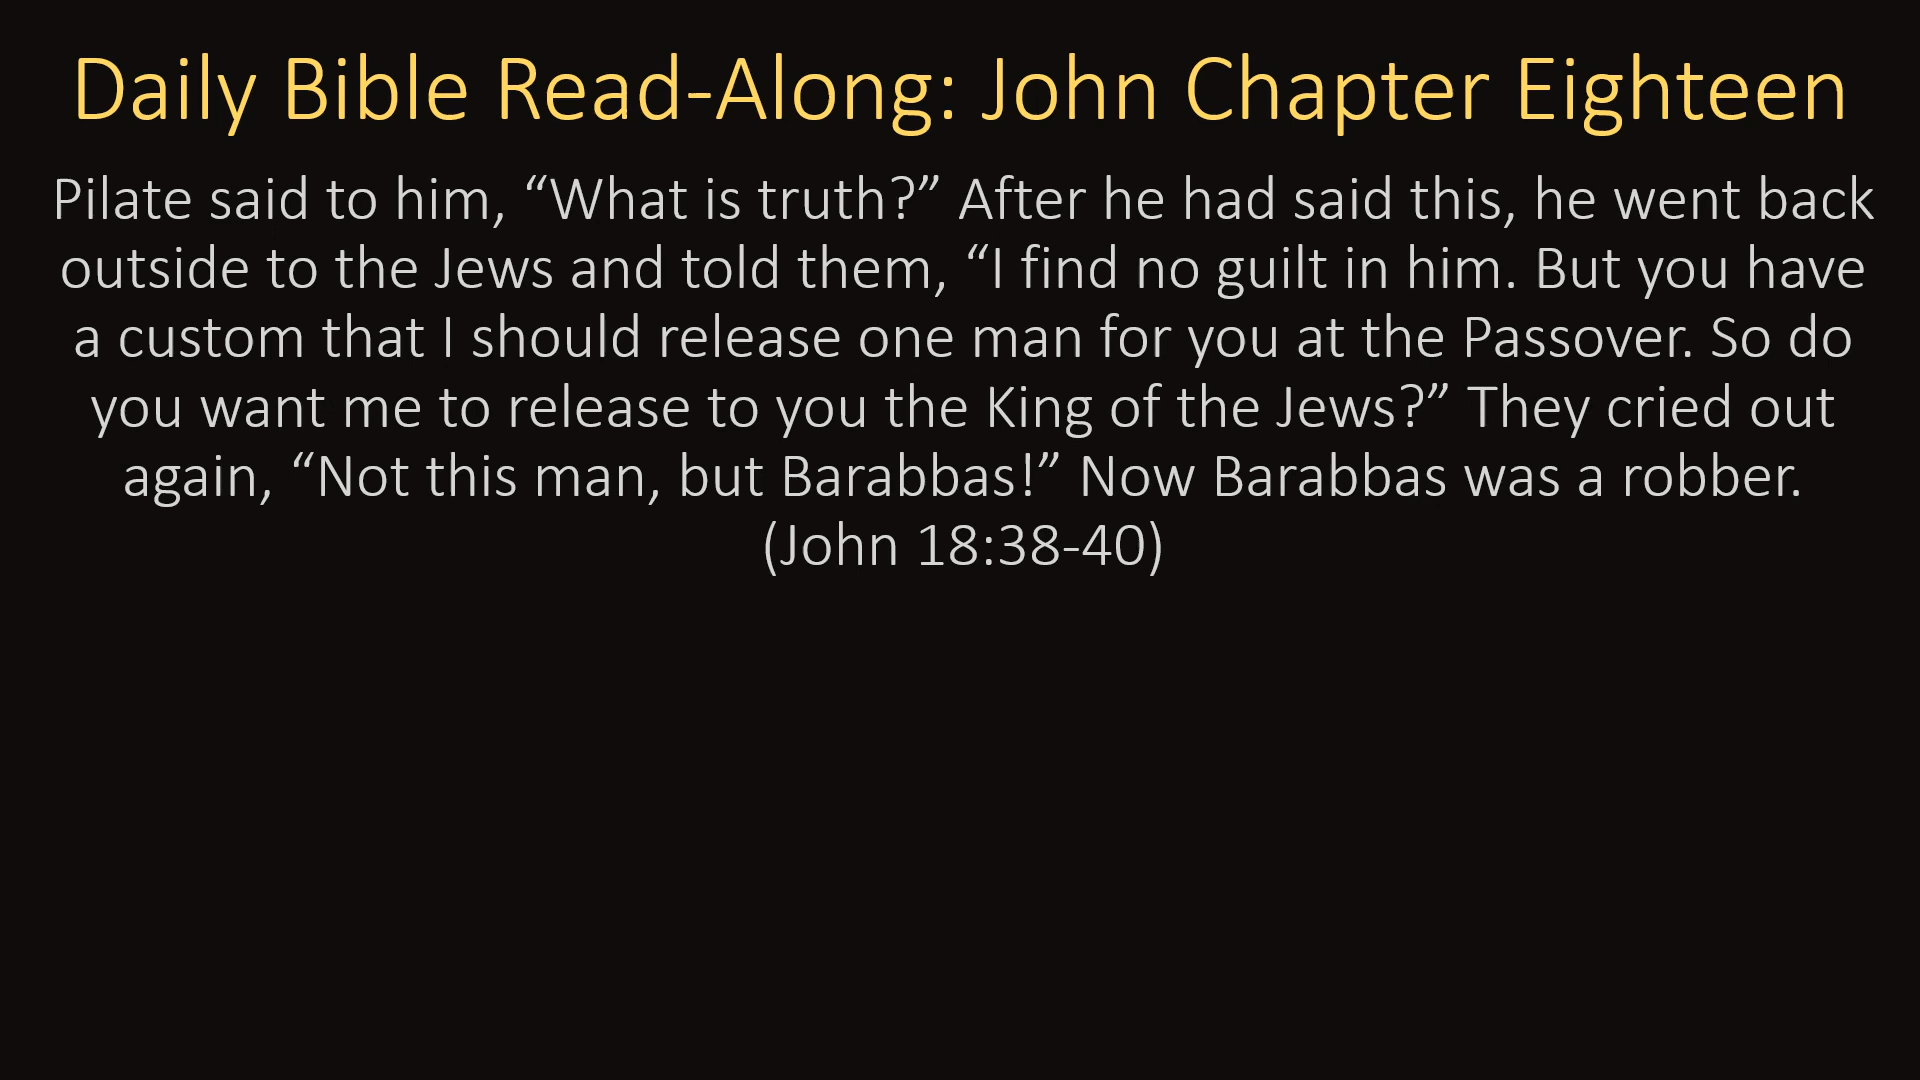 Daily Bible Read-Along: John Chapter Eighteen
Pilate said to him, “What is truth?” After he had said this, he went back
outside to the Jews and told them, “I find no guilt in him. But you have
a custom that I should release one man for you at the Passover. So do
you want me to release to you the King of the Jews?” They cried out
again, “Not this man, but Barabbas!” Now Barabbas was a robber.
(John 18:38-40)